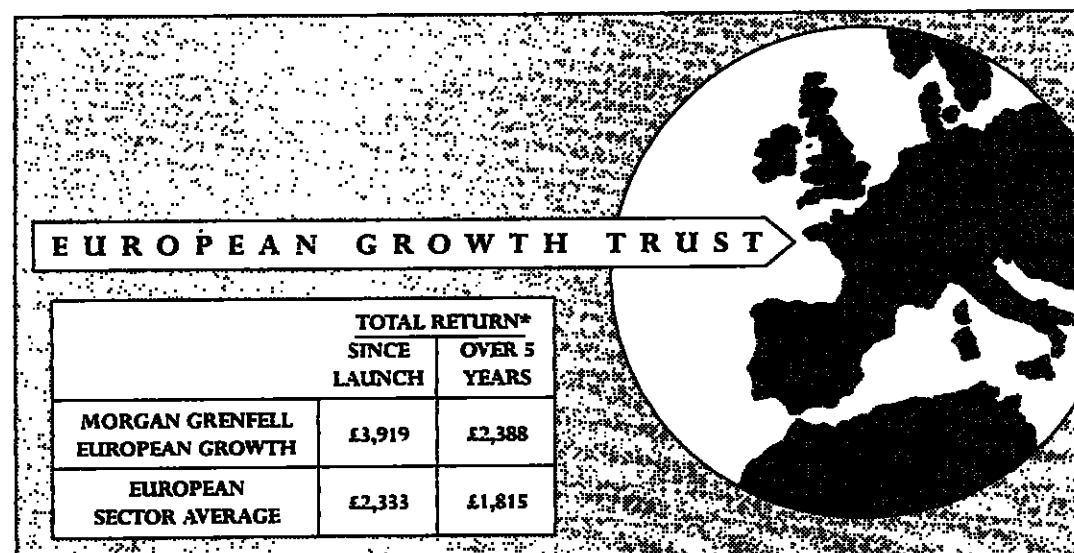 EUROPEAN GROWTH TRUST
TOTAL RETURN*
SINCE LAUNCH
OVER 5 YEARS
MORGAN GRENFELL EUROPEAN GROWTH
£3,919
£2,388
EUROPEAN SECTOR AVERAGE
£2,333
£1,815